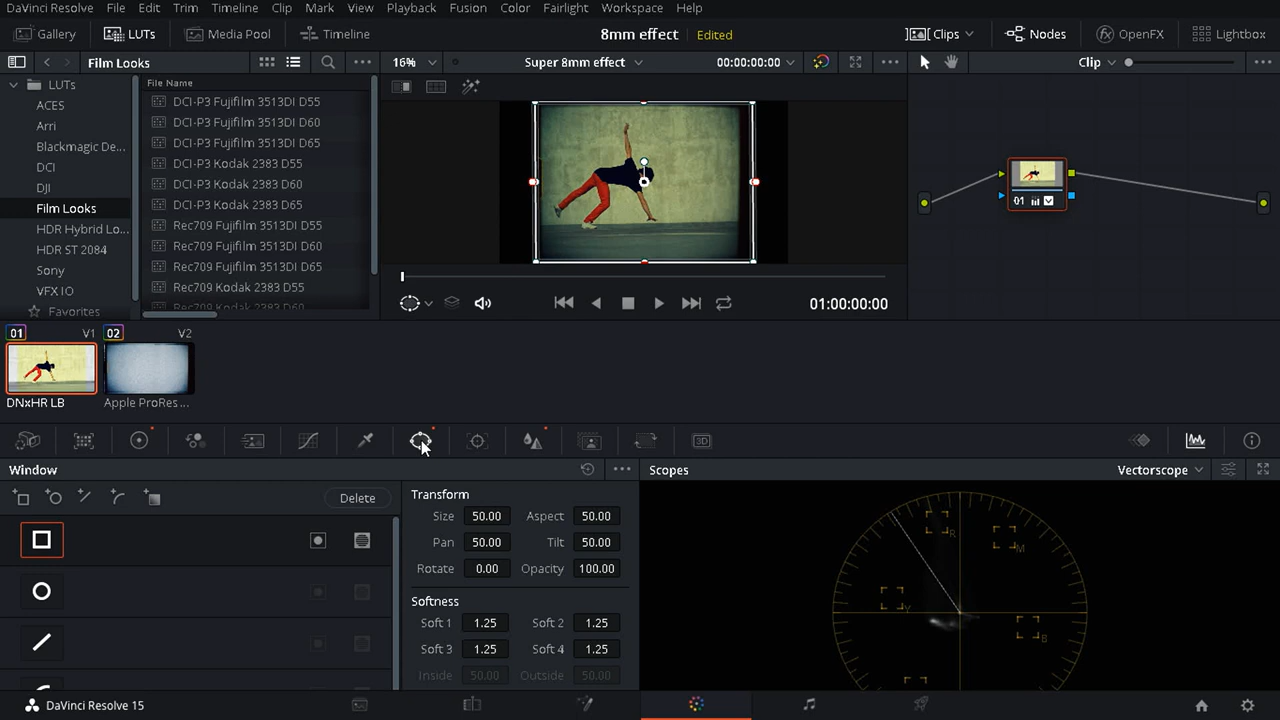 DaVinci Resolve File Edit Trim Timeline Clip Mark View Playback Fusion Color Fairlight Workspace Help
Gallery LUTs Media Pool Timeline 8mm effect Edited Clips Nodes OpenFX Lightbox
Film Looks 16% Super 8mm effect 00:00:00:00 Clip
LUTs
ACES
Arri
Blackmagic De...
DCI
DJI
Film Looks
HDR Hybrid Lo...
HDR ST 2084
Sony
VFX IO
Favorites
File Name
DCI-P3 Fujifilm 3513DI D55
DCI-P3 Fujifilm 3513DI D60
DCI-P3 Fujifilm 3513DI D65
DCI-P3 Kodak 2383 D55
DCI-P3 Kodak 2383 D60
DCI-P3 Kodak 2383 D65
Rec709 Fujifilm 3513DI D55
Rec709 Fujifilm 3513DI D60
Rec709 Fujifilm 3513DI D65
Rec709 Kodak 2383 D55
Rec709 Kodak 2383 D60
01:00:00:00
01
01 V1 02 V2
DNxHR LB Apple ProRes ...
3D
Window
Delete
Transform
Size 50.00 Aspect 50.00
Pan 50.00 Tilt 50.00
Rotate 0.00 Opacity 100.00
Softness
Soft 1 1.25 Soft 2 1.25
Soft 3 1.25 Soft 4 1.25
Inside 50.00 Outside 50.00
Scopes Vectorscope
R
M
Y
B
DaVinci Resolve 15